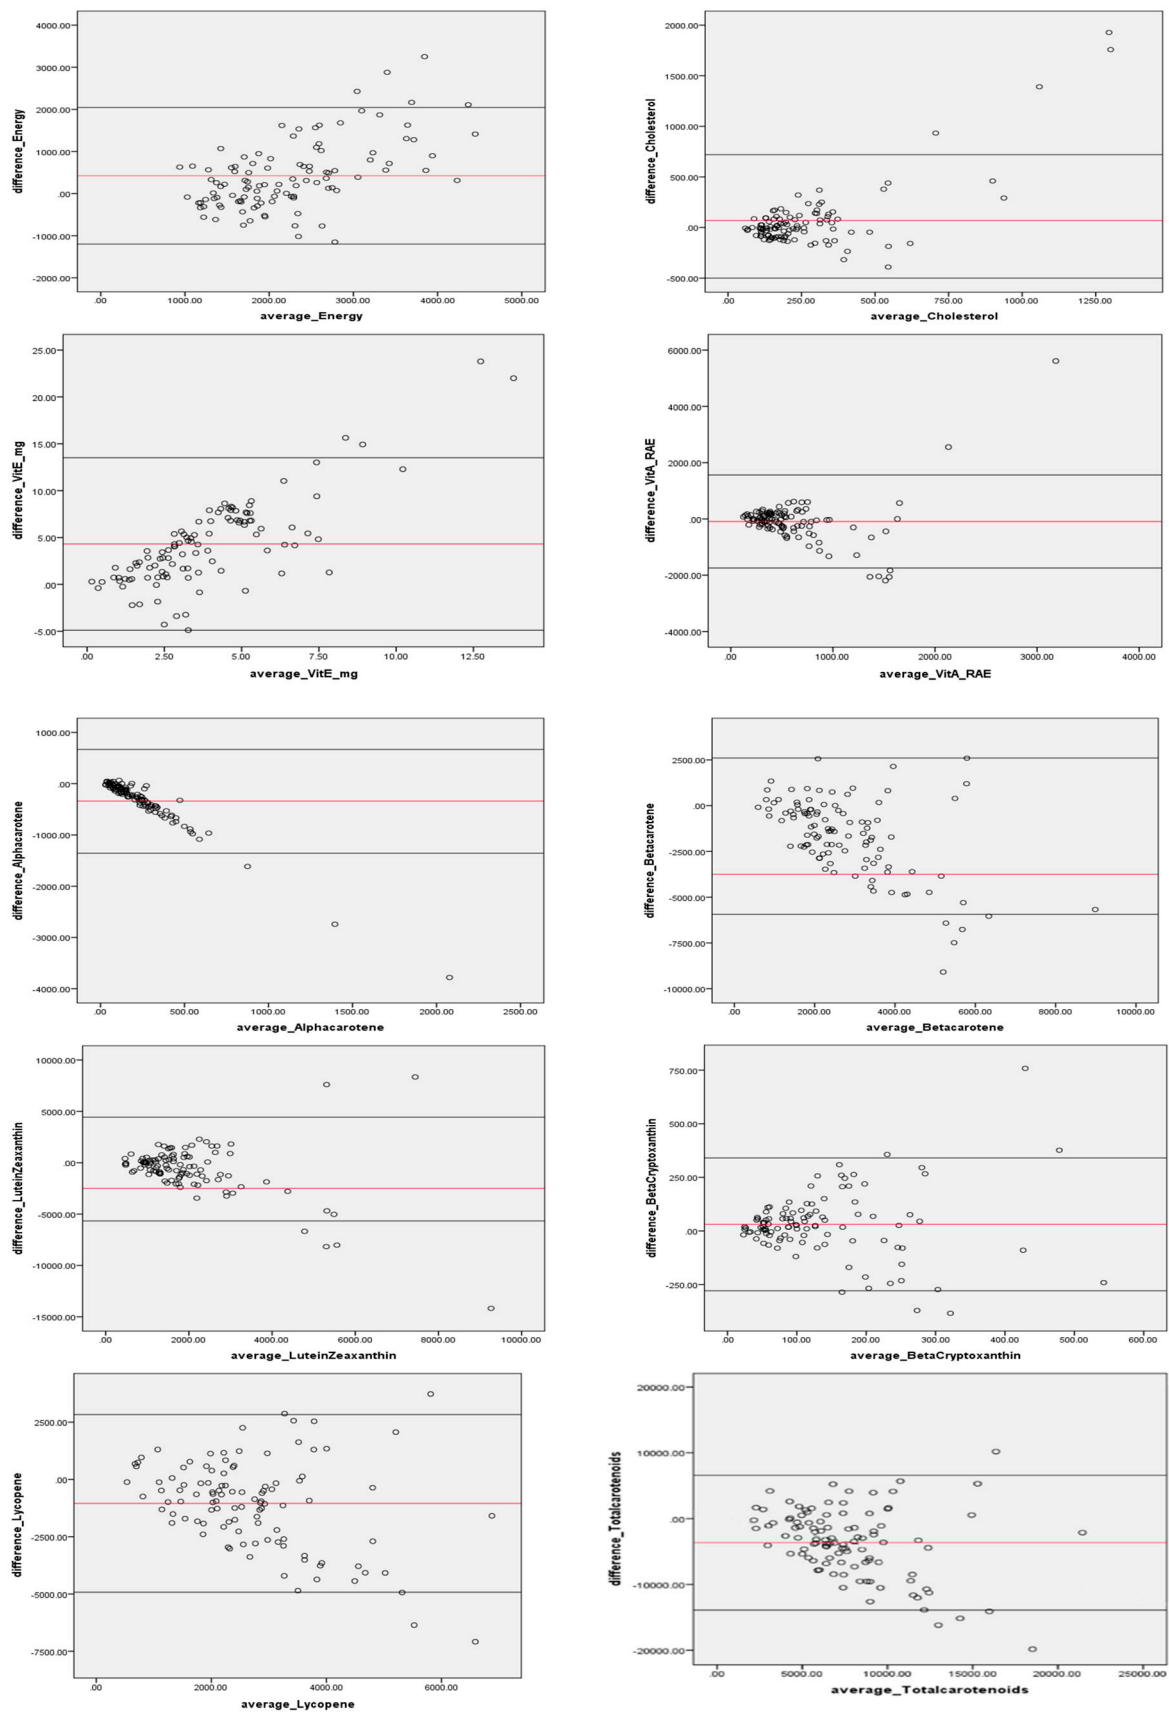 4000.00
3000.00
2000.00
1000.00
.00
-1000.00
-2000.00
difference_Energy
.00 1000.00 2000.00 3000.00 4000.00 5000.00
average_Energy
2000.00
1500.00
1000.00
500.00
.00
-500.00
difference_Cholesterol
.00 250.00 500.00 750.00 1000.00 1250.00
average_Cholesterol
25.00
20.00
15.00
10.00
5.00
.00
-5.00
difference_VitE_mg
.00 2.50 5.00 7.50 10.00 12.50
average_VitE_mg
6000.00
4000.00
2000.00
.00
-2000.00
-4000.00
difference_VitA_RAE
.00 1000.00 2000.00 3000.00 4000.00
average_VitA_RAE
1000.00
.00
-1000.00
-2000.00
-3000.00
-4000.00
difference_Alphacarotene
.00 500.00 1000.00 1500.00 2000.00 2500.00
average_Alphacarotene
2500.00
.00
-2500.00
-5000.00
-7500.00
-10000.00
difference_Betacarotene
.00 2000.00 4000.00 6000.00 8000.00 10000.00
average_Betacarotene
10000.00
5000.00
.00
-5000.00
-10000.00
-15000.00
difference_LuteinZeaxanthin
.00 2000.00 4000.00 6000.00 8000.00 10000.00
average_LuteinZeaxanthin
750.00
500.00
250.00
.00
-250.00
difference_BetaCryptoxanthin
.00 100.00 200.00 300.00 400.00 500.00 600.00
average_BetaCryptoxanthin
2500.00
.00
-2500.00
-5000.00
-7500.00
difference_Lycopene
.00 2000.00 4000.00 6000.00
average_Lycopene
20000.00
10000.00
.00
-10000.00
-20000.00
difference_Totalcarotenoids
.00 5000.00 10000.00 15000.00 20000.00 25000.00
average_Totalcarotenoids